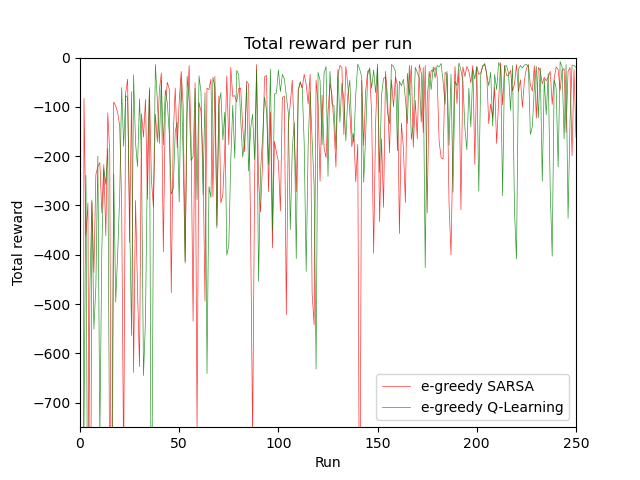 Total reward per run
Total reward
0
−100
−200
−300
−400
−500
−600
−700
e-greedy SARSA
e-greedy Q-Learning
0 50 100 150 200 250
Run